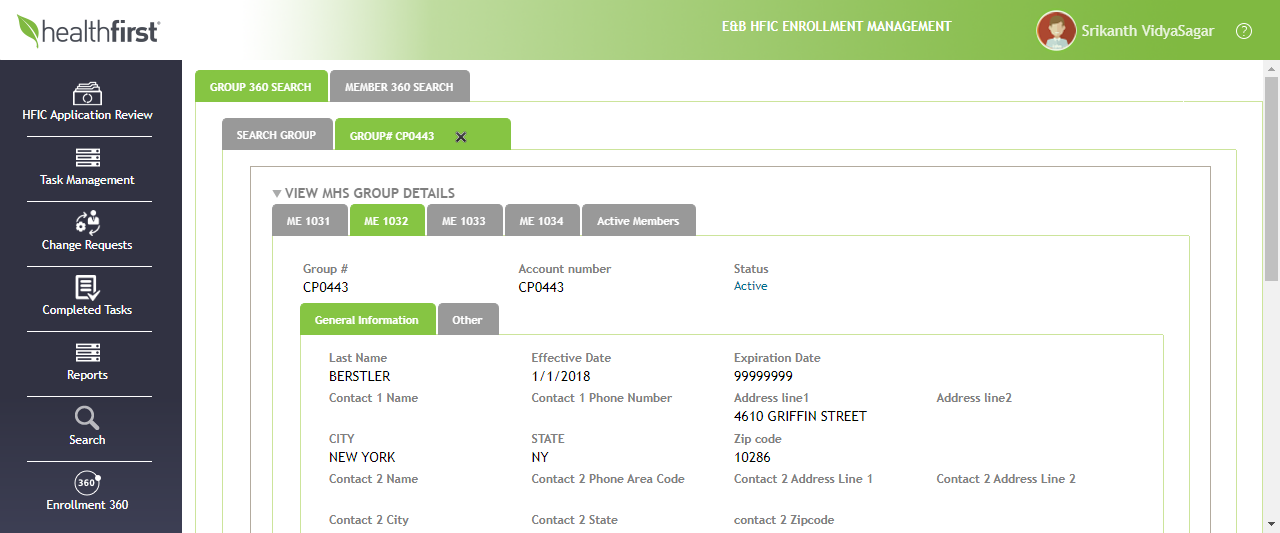 healthfirst
E&B HFIC ENROLLMENT MANAGEMENT
Srikanth VidyaSagar
?
HFIC Application Review
Task Management
Change Requests
Completed Tasks
Reports
Search
360
Enrollment 360
GROUP 360 SEARCH MEMBER 360 SEARCH
SEARCH GROUP GROUP# CP0443
VIEW MHS GROUP DETAILS
ME 1031 ME 1032 ME 1033 ME 1034 Active Members
Group # Account number Status
CP0443 CP0443 Active
General Information Other
Last Name Effective Date Expiration Date
BERSTLER 1/1/2018 99999999
Contact 1 Name Contact 1 Phone Number Address line1 Address line2
4610 GRIFFIN STREET
CITY STATE Zip code
NEW YORK NY 10286
Contact 2 Name Contact 2 Phone Area Code Contact 2 Address Line 1 Contact 2 Address Line 2
Contact 2 City Contact 2 State contact 2 Zipcode